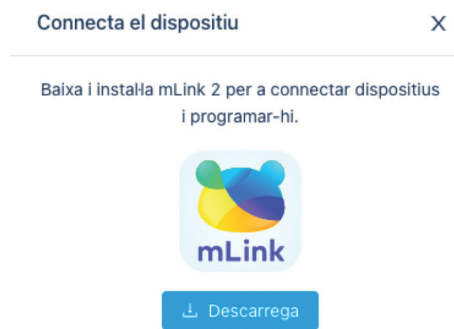 Connecta el dispositiu X
Baixa i instal·la mLink 2 per a connectar dispositius
i programar-hi.
mLink
Descarrega